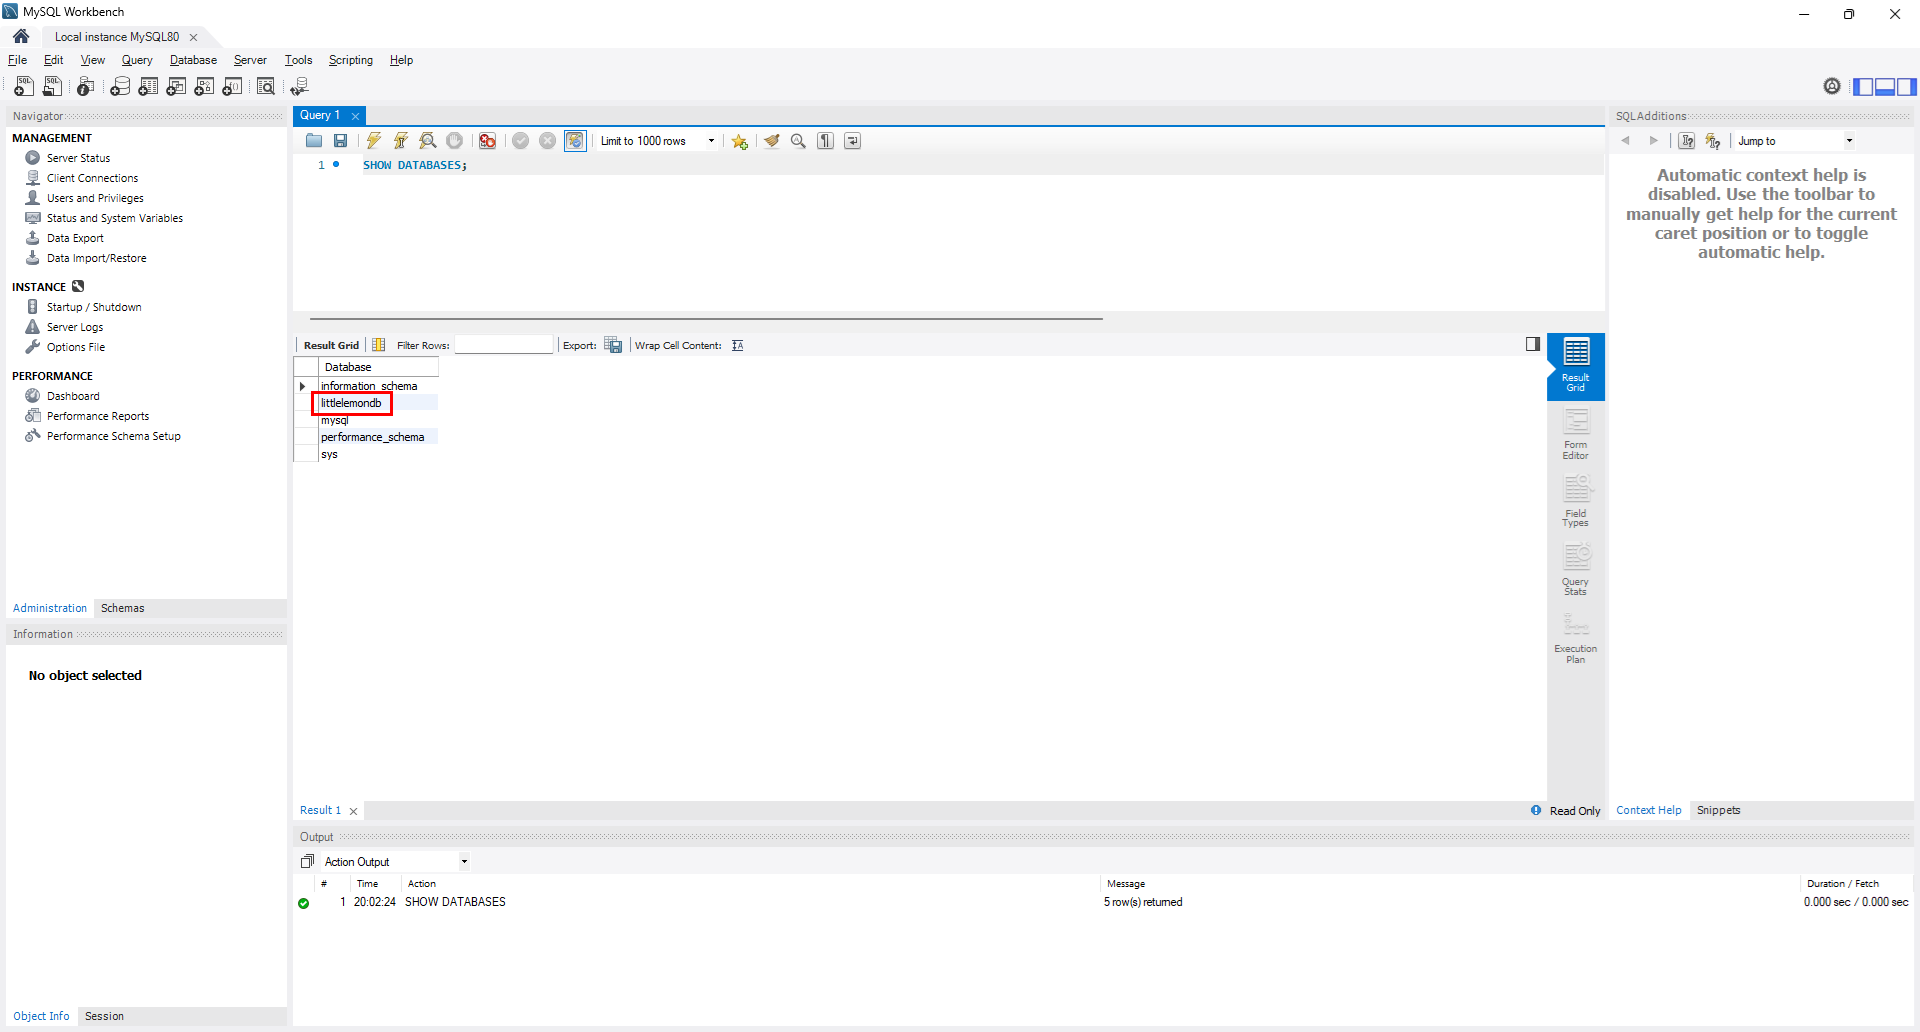 MySQL Workbench
Local instance MySQL80
File Edit View Query Database Server Tools Scripting Help
Navigator
MANAGEMENT
Server Status
Client Connections
Users and Privileges
Status and System Variables
Data Export
Data Import/Restore
INSTANCE
Startup / Shutdown
Server Logs
Options File
PERFORMANCE
Dashboard
Performance Reports
Performance Schema Setup
Administration Schemas
Information
No object selected
Object Info Session
Query 1
Limit to 1000 rows
1 SHOW DATABASES;
Result Grid Filter Rows: Export: Wrap Cell Content:
Database
information_schema
littlelemondb
mysql
performance_schema
sys
Result
Grid
Form
Editor
Field
Types
Query
Stats
Execution
Plan
Result 1
Read Only
SQLAdditions
Jump to
Automatic context help is
disabled. Use the toolbar to
manually get help for the current
caret position or to toggle
automatic help.
Context Help Snippets
Output
Action Output
# Time Action Message Duration / Fetch
1 20:02:24 SHOW DATABASES 5 row(s) returned 0.000 sec / 0.000 sec